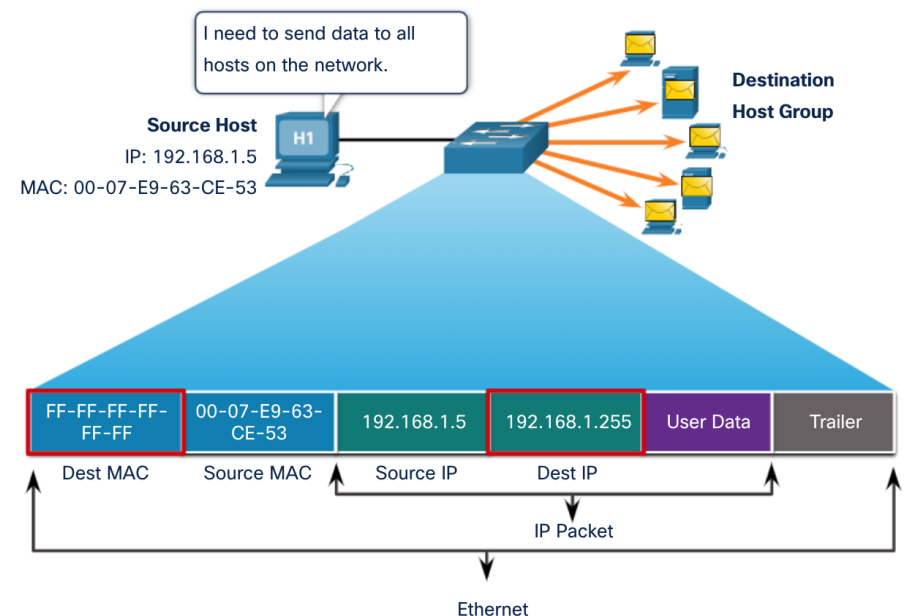 I need to send data to all
hosts on the network.
Destination
Host Group
Source Host
IP: 192.168.1.5
MAC: 00-07-E9-63-CE-53
H1
FF-FF-FF-FF-
FF-FF
00-07-E9-63-
CE-53
192.168.1.5
192.168.1.255
User Data
Trailer
Dest MAC
Source MAC
Source IP
Dest IP
IP Packet
Ethernet